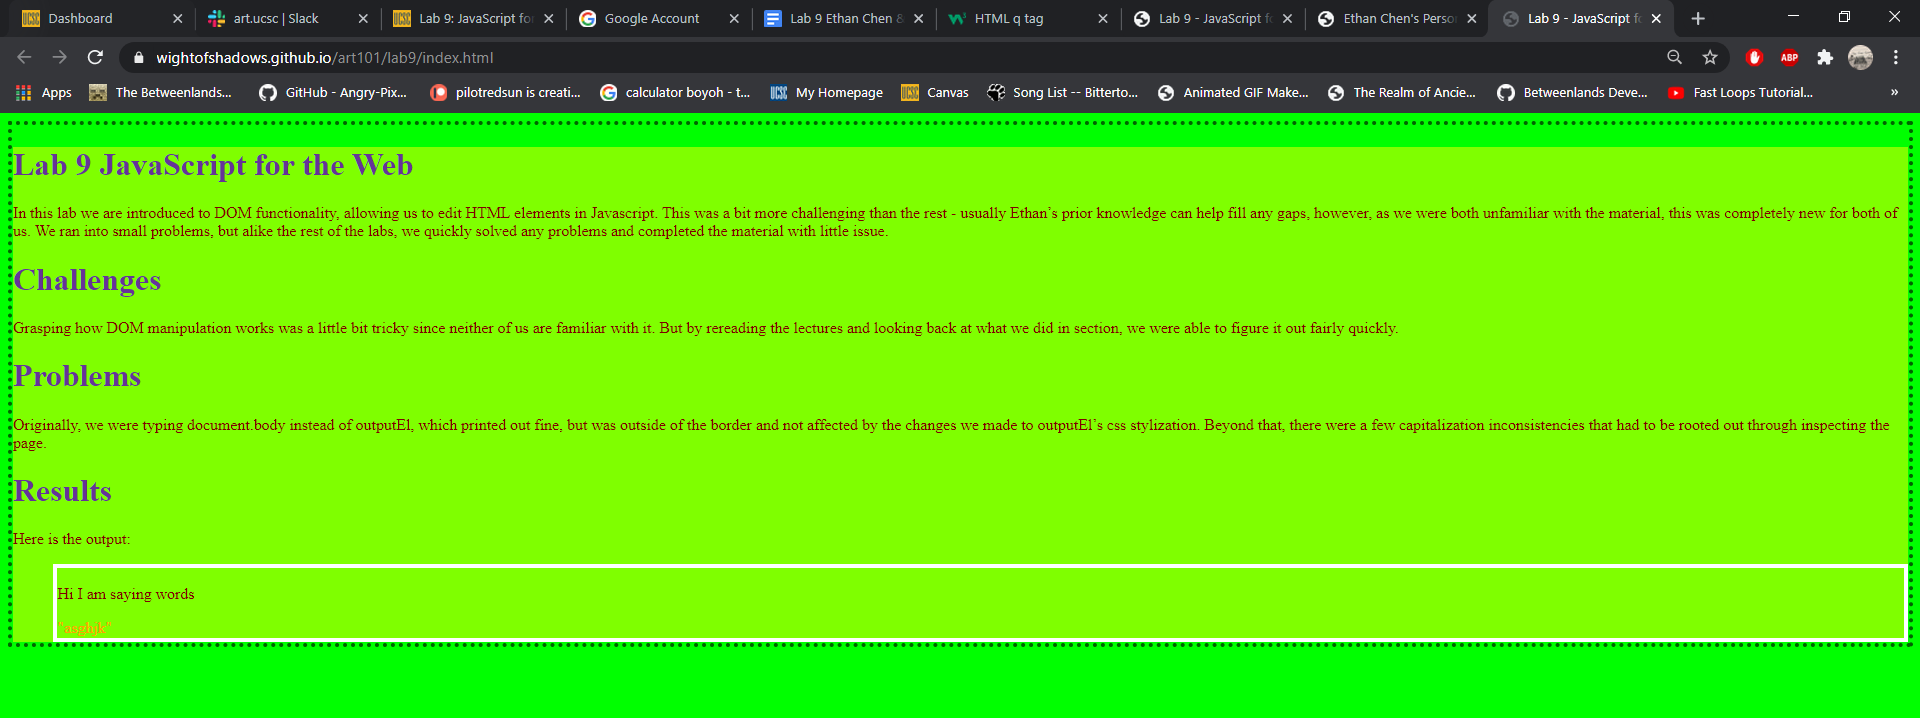 Dashboard
art.ucsc | Slack
Lab 9: JavaScript fo
Google Account
Lab 9 Ethan Chen &
HTML q tag
Lab 9 - JavaScript fo
Ethan Chen's Perso
Lab 9 - JavaScript fo
wightofshadows.github.io/art101/lab9/index.html
ABP
Apps
The Betweenlands...
GitHub - Angry-Pix...
pilotredsun is creati...
calculator boyoh - t...
UCSC
My Homepage
Canvas
Song List -- Bitterto...
Animated GIF Make...
The Realm of Ancie...
Betweenlands Deve...
Fast Loops Tutorial...
»
Lab 9 JavaScript for the Web
In this lab we are introduced to DOM functionality, allowing us to edit HTML elements in Javascript. This was a bit more challenging than the rest - usually Ethan’s prior knowledge can help fill any gaps, however, as we were both unfamiliar with the material, this was completely new for both of
us. We ran into small problems, but alike the rest of the labs, we quickly solved any problems and completed the material with little issue.
Challenges
Grasping how DOM manipulation works was a little bit tricky since neither of us are familiar with it. But by rereading the lectures and looking back at what we did in section, we were able to figure it out fairly quickly.
Problems
Originally, we were typing document.body instead of outputEl, which printed out fine, but was outside of the border and not affected by the changes we made to outputEl’s css stylization. Beyond that, there were a few capitalization inconsistencies that had to be rooted out through inspecting the
page.
Results
Here is the output:
Hi I am saying words